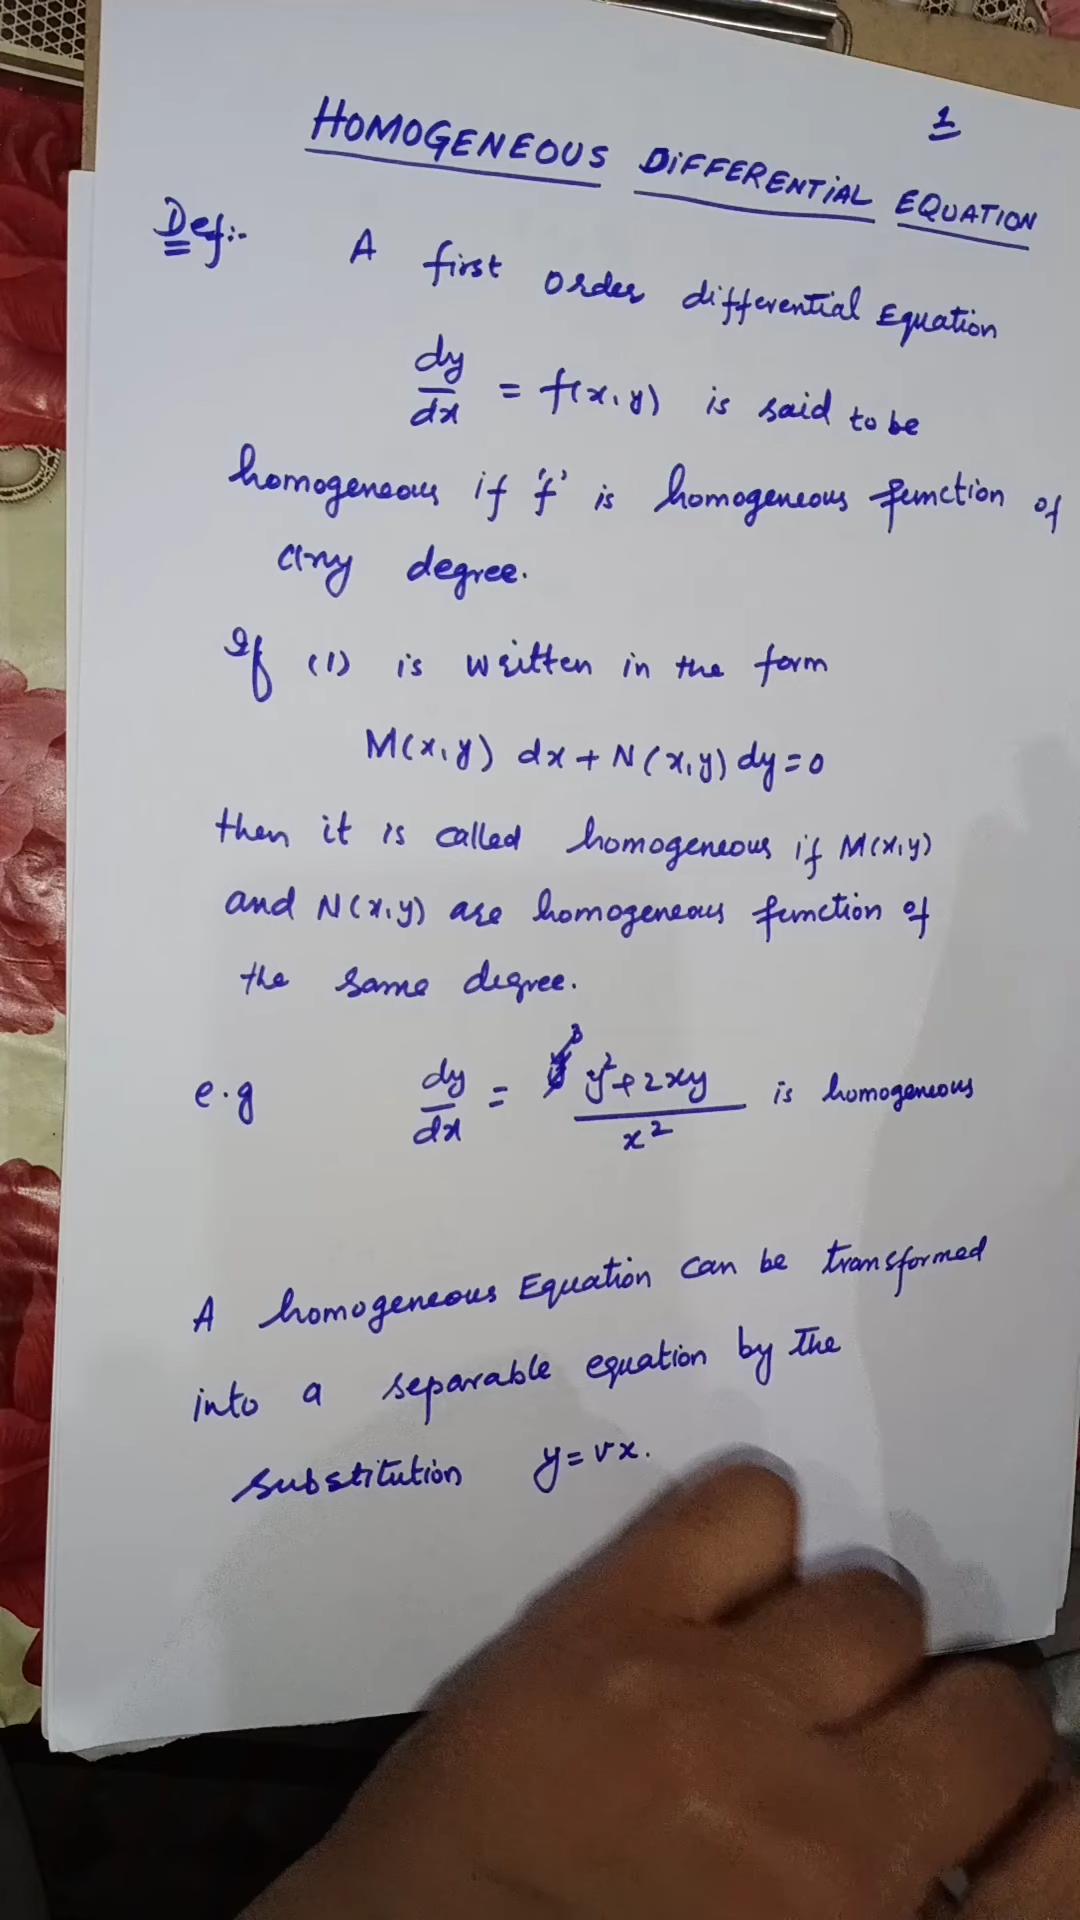 1
HOMOGENEOUS DIFFERENTIAL EQUATION
Def:- A first order differential Equation
dy/dx = f(x,y) is said to be
homogeneous if 'f' is homogeneous function of
any degree.
If (1) is written in the form
M(x,y) dx + N(x,y) dy = 0
then it is called homogeneous if M(x,y)
and N(x,y) are homogeneous function of
the same degree.
e.g dy/dx = y²+2xy/x² is homogeneous
A homogeneous Equation can be transformed
into a separable equation by the
substitution y=vx.